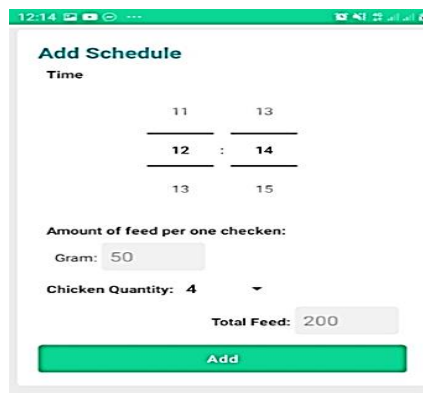 12:14
Add Schedule
Time
11 13
12 : 14
13 15
Amount of feed per one checken:
Gram: 50
Chicken Quantity: 4
Total Feed: 200
Add